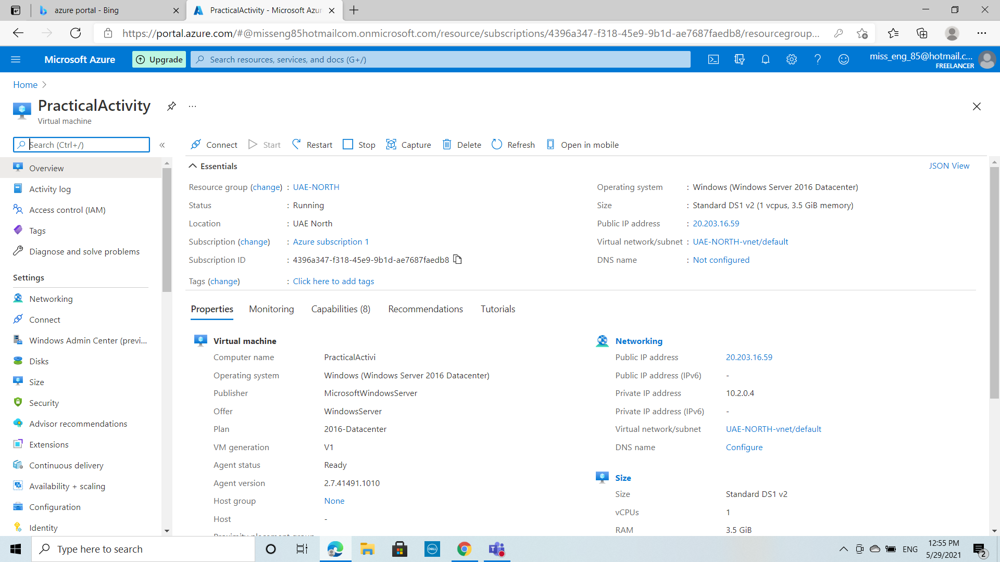 azure portal - Bing
PracticalActivity - Microsoft Azur
https://portal.azure.com/#@misseng85hotmailcom.onmicrosoft.com/resource/subscriptions/4396a347-f318-45e9-9b1d-ae7687faedb8/resourcegroup...
Microsoft Azure
Upgrade
Search resources, services, and docs (G+/)
miss_eng_85@hotmail.c...
FREELANCER
Home
PracticalActivity
Virtual machine
Search (Ctrl+/)
Connect Start Restart Stop Capture Delete Refresh Open in mobile
Overview
Activity log
Access control (IAM)
Tags
Diagnose and solve problems
Settings
Networking
Connect
Windows Admin Center (previ...
Disks
Size
Security
Advisor recommendations
Extensions
Continuous delivery
Availability + scaling
Configuration
Identity
Essentials
JSON View
Resource group (change) : UAE-NORTH
Status : Running
Location : UAE North
Subscription (change) : Azure subscription 1
Subscription ID : 4396a347-f318-45e9-9b1d-ae7687faedb8
Tags (change) : Click here to add tags
Operating system : Windows (Windows Server 2016 Datacenter)
Size : Standard DS1 v2 (1 vcpus, 3.5 GiB memory)
Public IP address : 20.203.16.59
Virtual network/subnet : UAE-NORTH-vnet/default
DNS name : Not configured
Properties Monitoring Capabilities (8) Recommendations Tutorials
Virtual machine
Computer name PracticalActivi
Operating system Windows (Windows Server 2016 Datacenter)
Publisher MicrosoftWindowsServer
Offer WindowsServer
Plan 2016-Datacenter
VM generation V1
Agent status Ready
Agent version 2.7.41491.1010
Host group None
Host -
Networking
Public IP address 20.203.16.59
Public IP address (IPv6) -
Private IP address 10.2.0.4
Private IP address (IPv6) -
Virtual network/subnet UAE-NORTH-vnet/default
DNS name Configure
Size
Size Standard DS1 v2
vCPUs 1
RAM 3.5 GiB
Type here to search
DELL
ENG
12:55 PM
5/29/2021
2